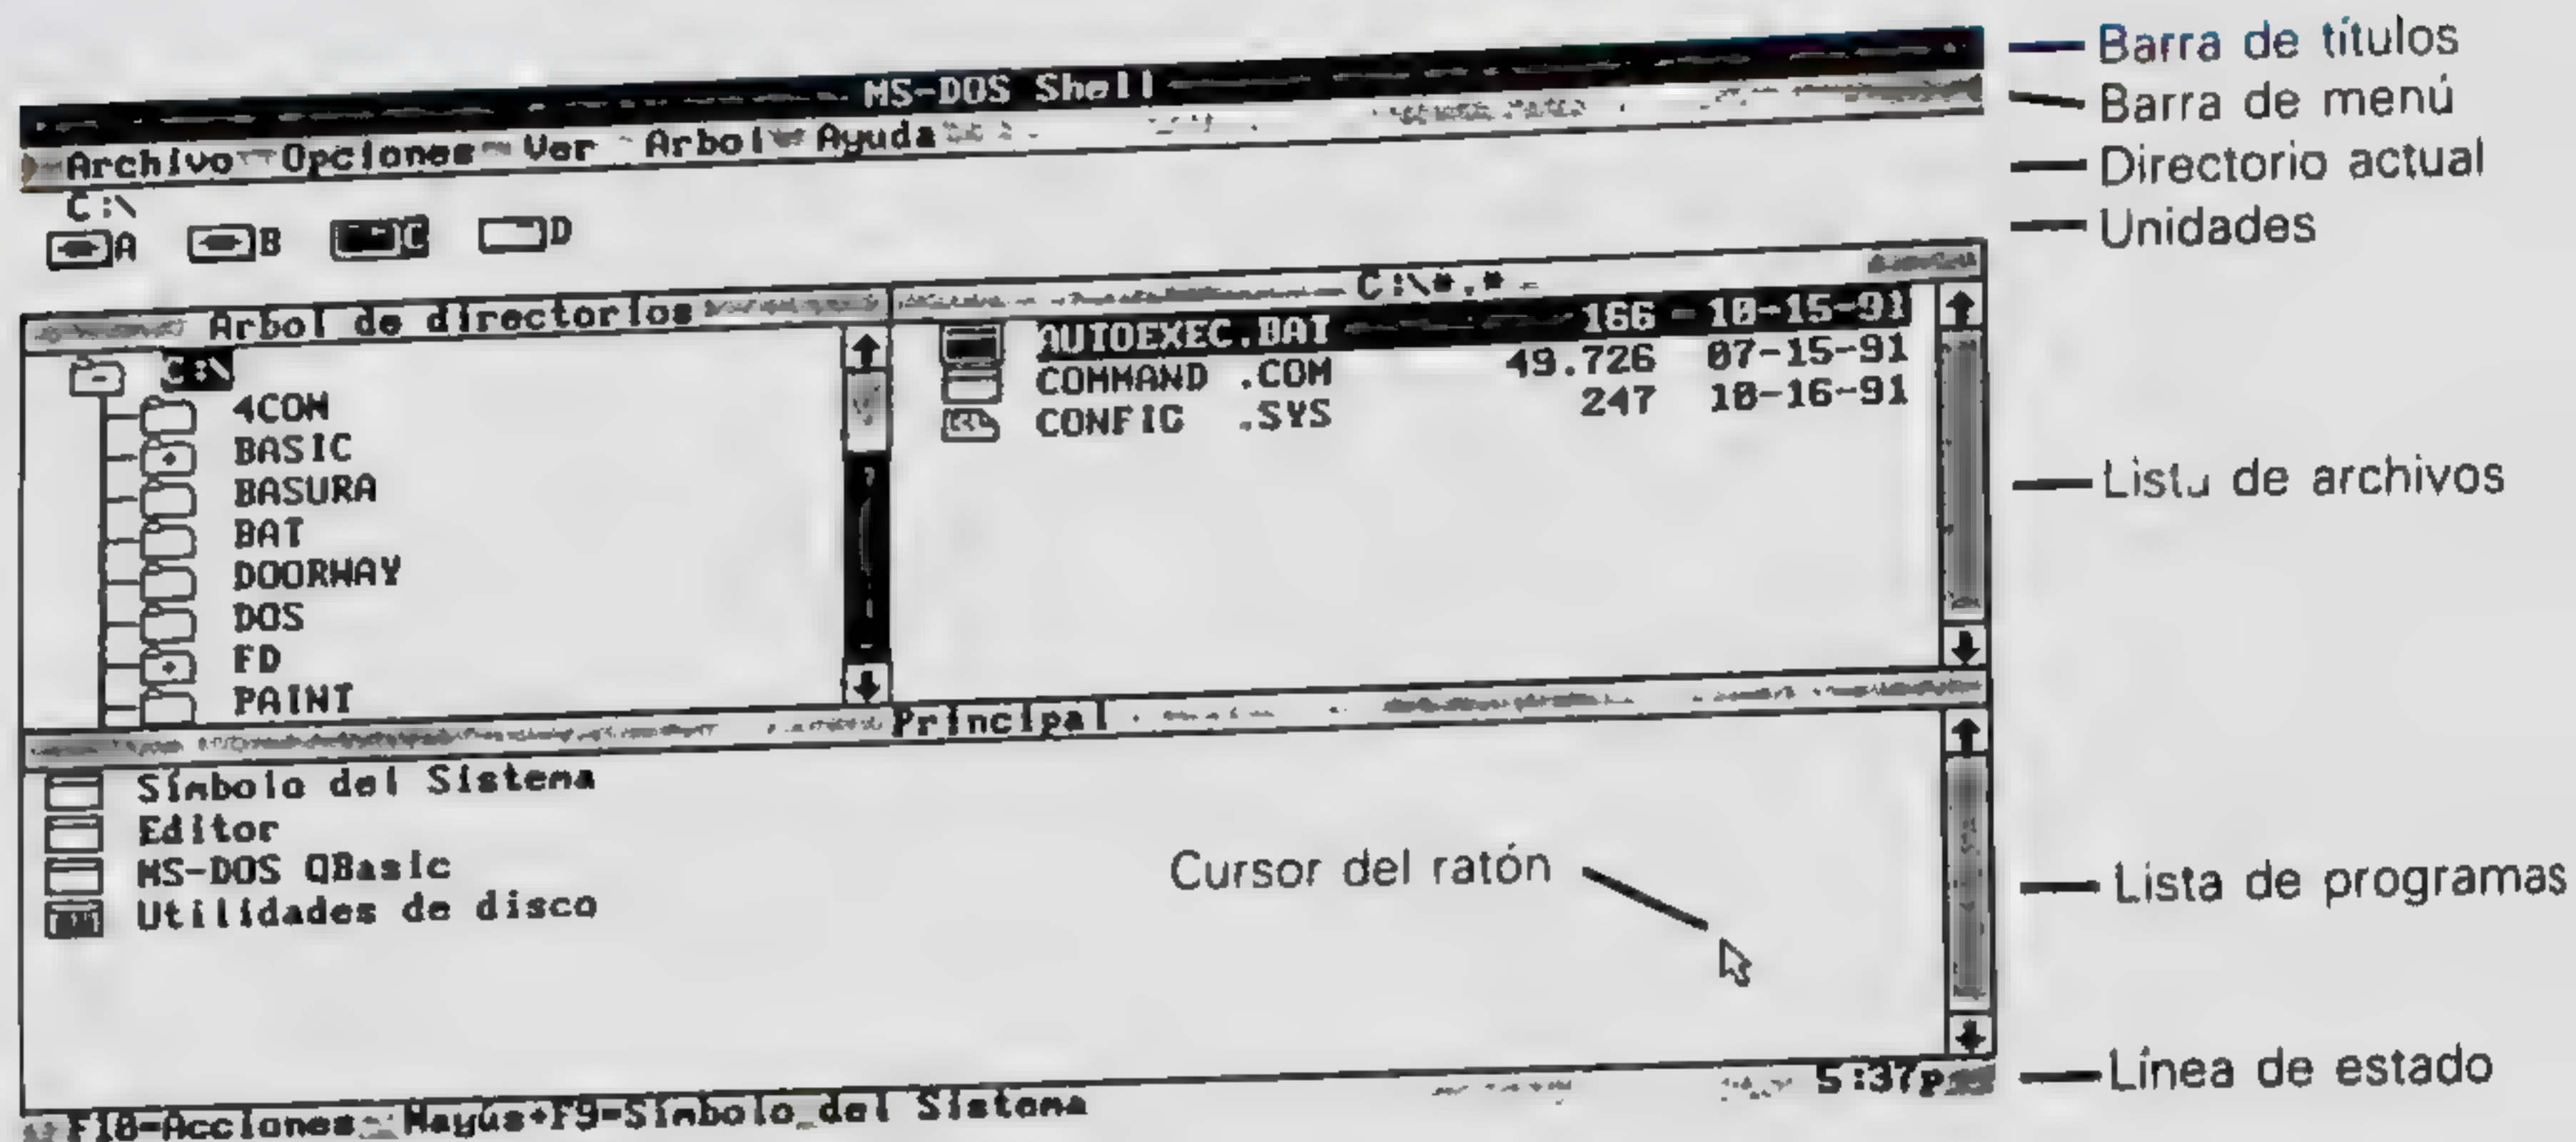 MS-DOS Shell
Archivo Opciones Ver Arbol Ayuda
C:\
A B C D
Arbol de directorios
C:\
4COM
BASIC
BASURA
BAT
DOORWAY
DOS
FD
PAINT
C:\*.*
AUTOEXEC.BAT 166 10-15-91
COMMAND .COM 49.726 07-15-91
CONFIG .SYS 247 10-16-91
Principal
Símbolo del Sistema
Editor
MS-DOS QBasic
Utilidades de disco
Cursor del ratón
F10=Acciones Mayús+F9=Símbolo del Sistema 5:37p
Barra de títulos
Barra de menú
Directorio actual
Unidades
Lista de archivos
Lista de programas
Línea de estado